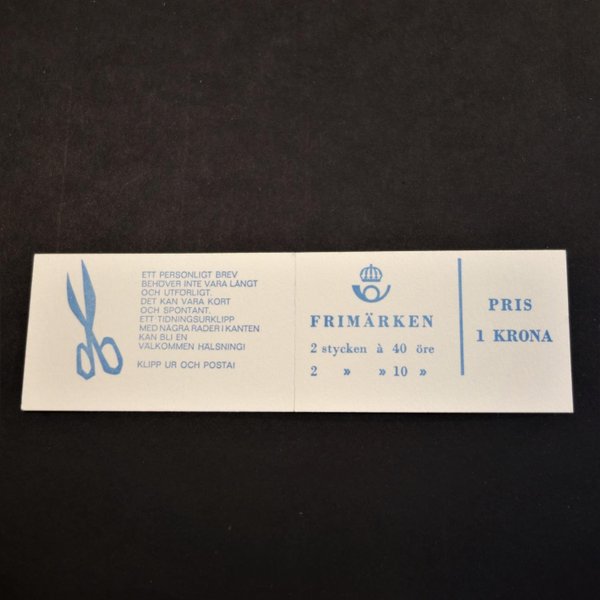 ETT PERSONLIGT BREV
BEHÖVER INTE VARA LÅNGT
OCH UTFÖRLIGT.
DET KAN VARA KORT
OCH SPONTANT.
ETT TIDNINGSURKLIPP
MED NÅGRA RADER I KANTEN
KAN BLI EN
VÄLKOMMEN HÄLSNING!
KLIPP UR OCH POSTA!
FRIMÄRKEN
2 stycken à 40 öre
2 » » 10 »
PRIS
1 KRONA